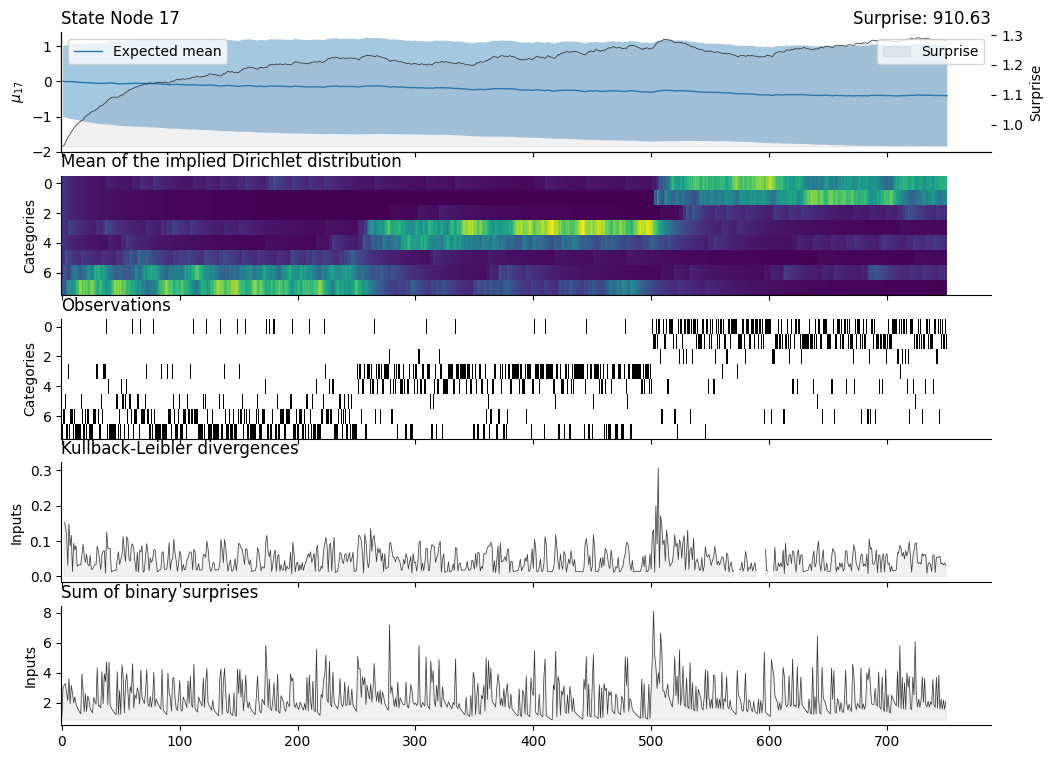 State Node 17 Surprise: 910.63
Expected mean
Surprise
1
0
−1
−2
μ17
1.3
1.2
1.1
1.0
Surprise
Mean of the implied Dirichlet distribution
0
2
4
6
Categories
Observations
0
2
4
6
Categories
Kullback-Leibler divergences
0.3
0.2
0.1
0.0
Inputs
Sum of binary surprises
8
6
4
2
Inputs
0 100 200 300 400 500 600 700